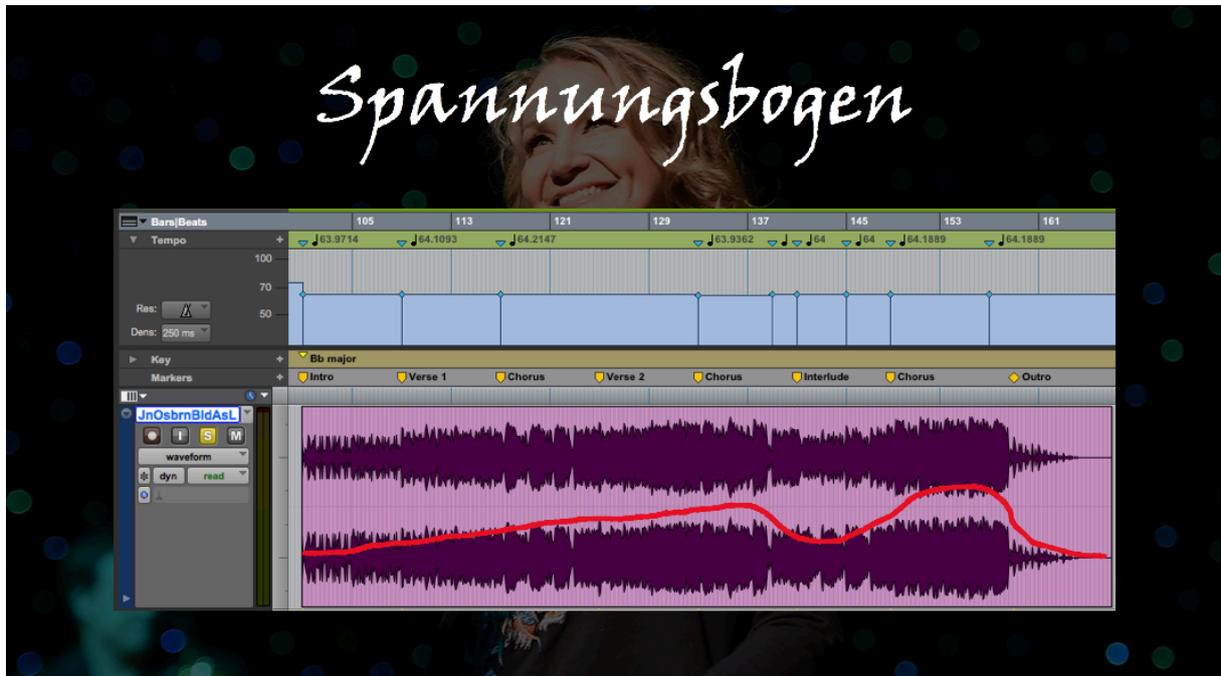 Spannungsbogen
Bars|Beats
105 113 121 129 137 145 153 161
Tempo + 63.9714 64.1093 64.2147 63.9362 64 64 64.1889 64.1889
100
70
Res:
50
Dens: 250 ms
Key + Bb major
Markers + Intro Verse 1 Chorus Verse 2 Chorus Interlude Chorus Outro
JnOsbrnBldAsL
I S M
waveform
dyn read